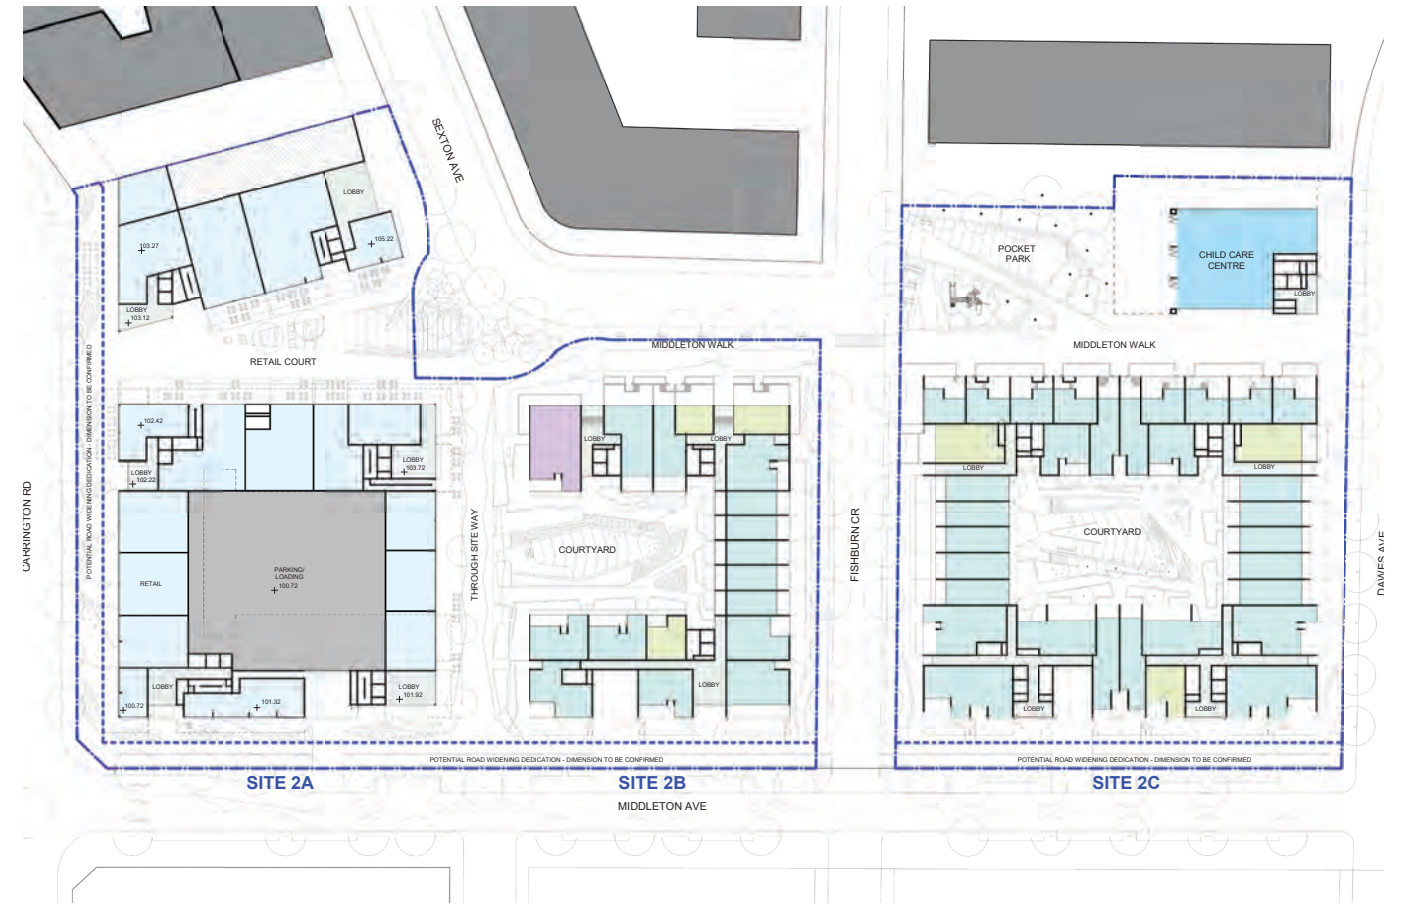 SEXTON AVE
LOBBY
103.27
105.22
LOBBY
103.12
POCKET
PARK
CHILD CARE
CENTRE
LOBBY
RETAIL COURT
MIDDLETON WALK
MIDDLETON WALK
POTENTIAL ROAD WIDENING DEDICATION - DIMENSION TO BE CONFIRMED
102.42
LOBBY
102.22
LOBBY
103.72
LOBBY
LOBBY
LOBBY
LOBBY
CARRINGTON RD
THROUGH SITE WAY
COURTYARD
FISHBURN CR
COURTYARD
DAWES AVE
RETAIL
PARKING/
LOADING
100.72
LOBBY
100.72
101.32
LOBBY
101.92
LOBBY
LOBBY
LOBBY
POTENTIAL ROAD WIDENING DEDICATION - DIMENSION TO BE CONFIRMED
POTENTIAL ROAD WIDENING DEDICATION - DIMENSION TO BE CONFIRMED
SITE 2A
SITE 2B
SITE 2C
MIDDLETON AVE